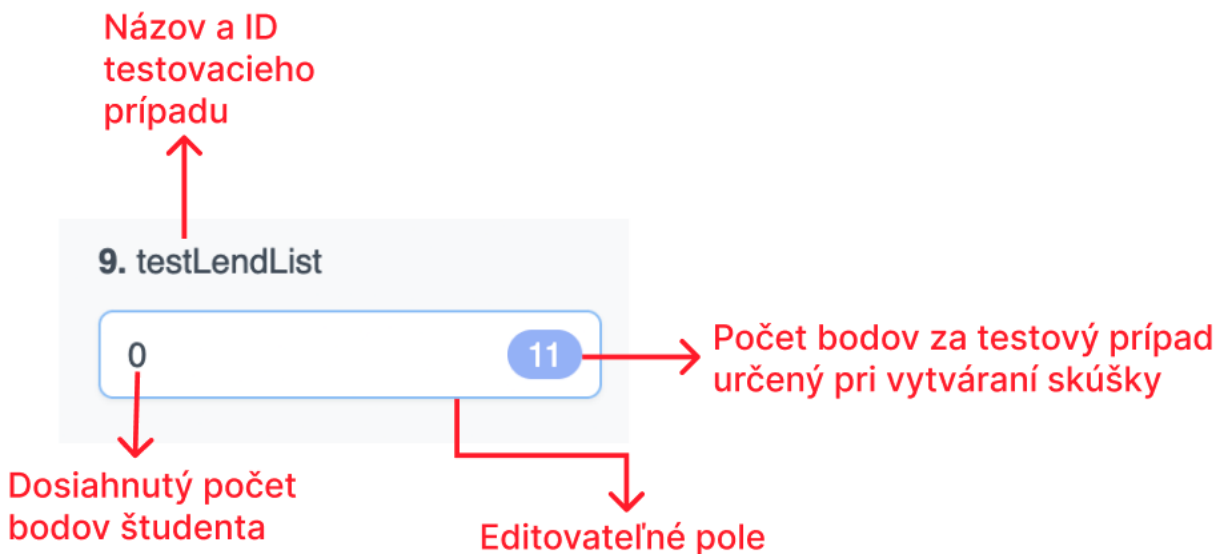 Názov a ID
testovacieho
prípadu
9. testLendList
0
11
Počet bodov za testový prípad
určený pri vytváraní skúšky
Dosiahnutý počet
bodov študenta
Editovateľné pole